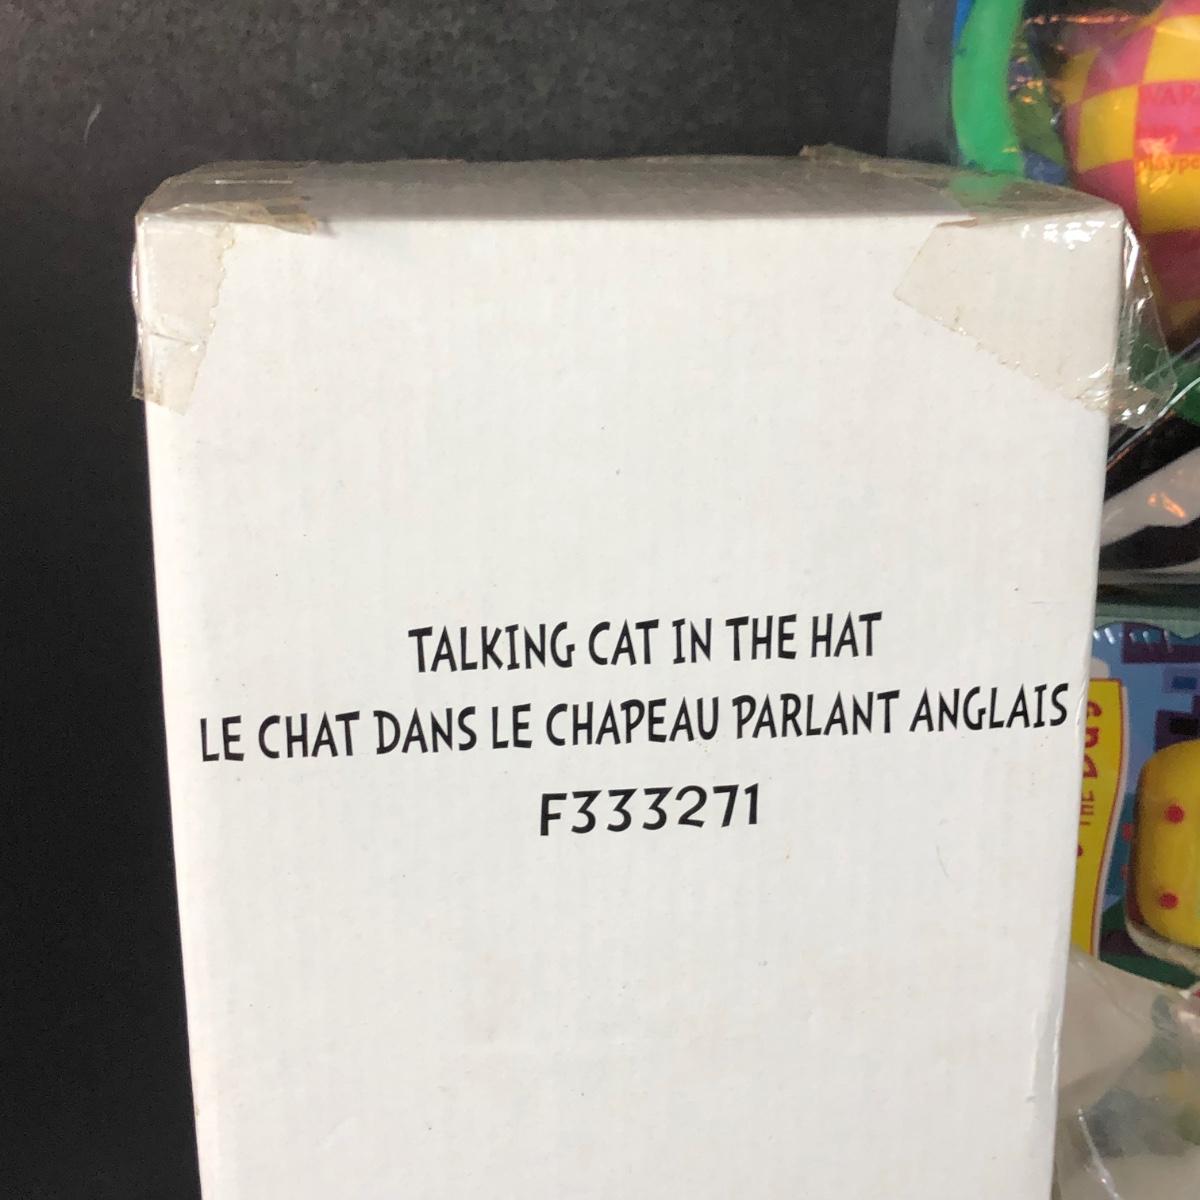 TALKING CAT IN THE HAT
LE CHAT DANS LE CHAPEAU PARLANT ANGLAIS
F333271